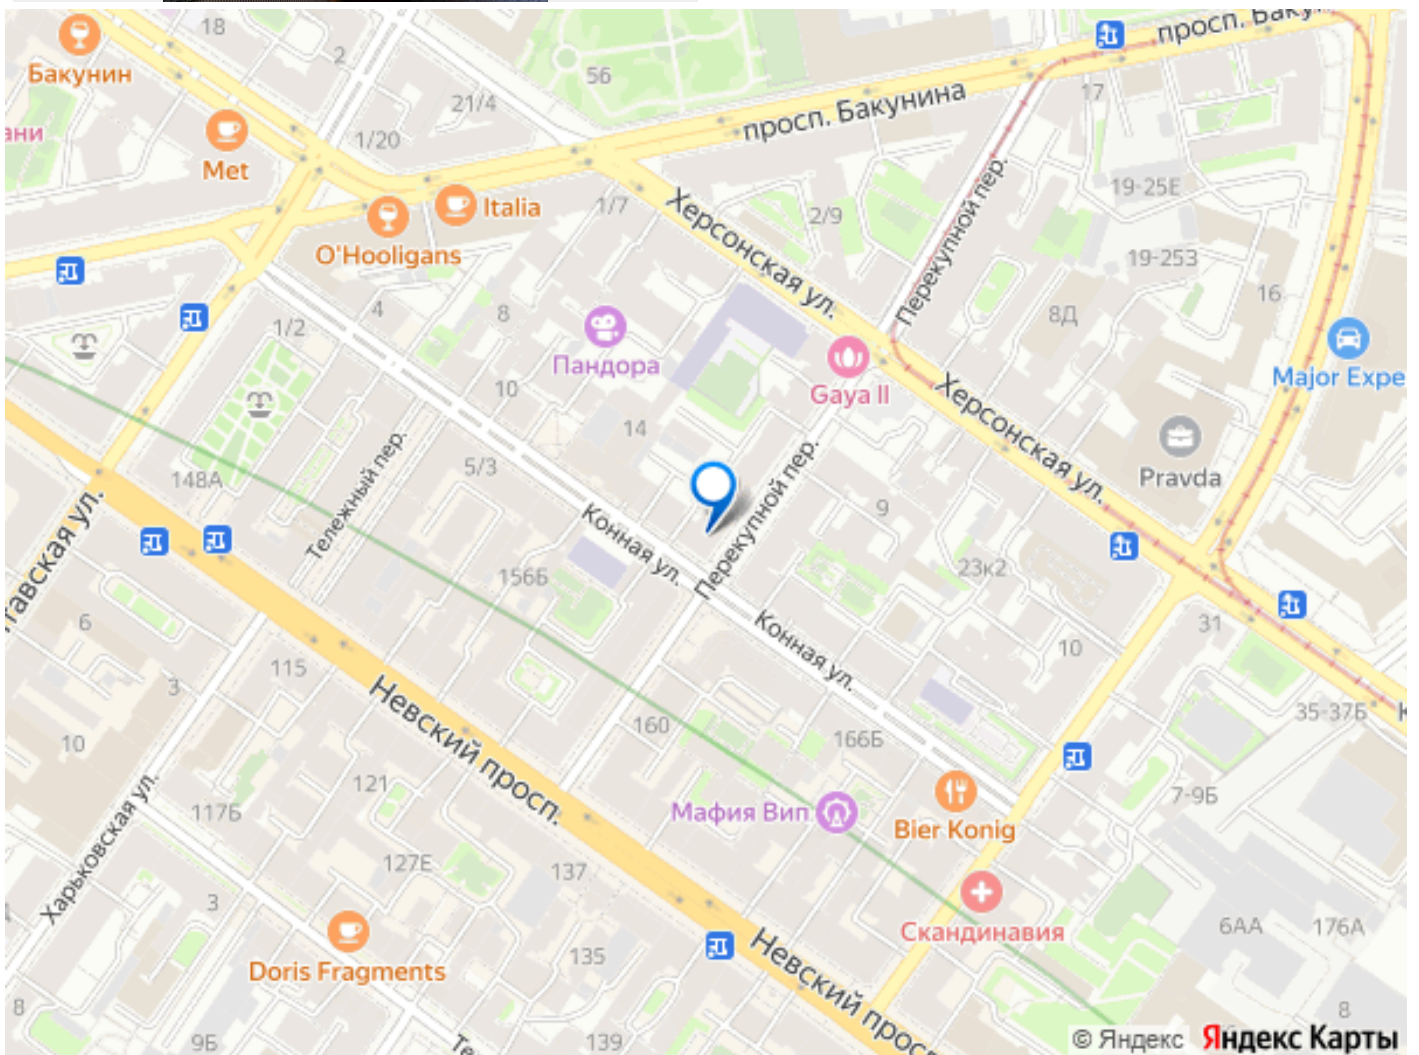 18
просп. Бакун
Бакунин
2
56
21/4
17
просп. Бакунина
ани
Met
1/20
19-25Е
Italia
1/7
Херсонская ул.
2/9
Перекупной пер.
O'Hooligans
19-253
16
4
8
8Д
1/2
Пандора
Gaya II
Major Expe
10
Херсонская ул.
14
Тележный пер.
5/3
148А
Перекупной пер.
Pravda
9
Конная ул.
тавская ул.
156Б
23к2
6
Конная ул.
31
10
115
3
Невский просп.
160
166Б
35-37Б
К
10
121
117Б
Мафия Вип
Bier Konig
7-9Б
Харьковская ул.
127Е
137
3
Скандинавия
6АА
176А
Doris Fragments
135
Невский просп
8
8
9Б
Те
139
© Яндекс Яндекс Карты